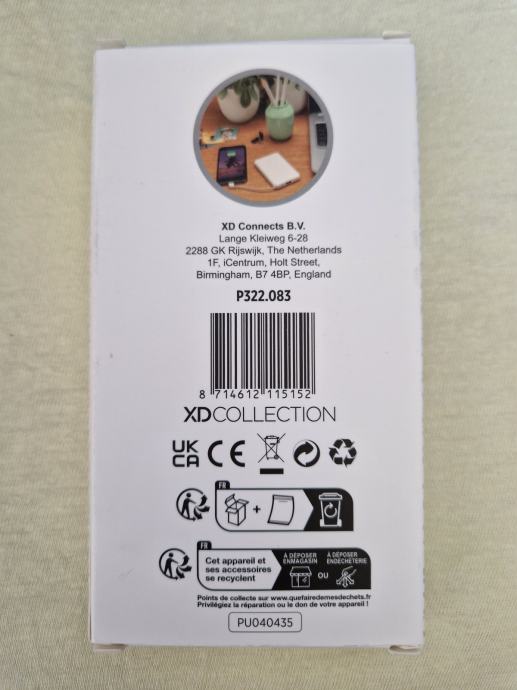 XD Connects B.V.
Lange Kleiweg 6-28
2288 GK Rijswijk, The Netherlands
1F, iCentrum, Holt Street,
Birmingham, B7 4BP, England
P322.083
8 714612 115152
XDCOLLECTION
UK
CA CE
FR
+
FR
Cet appareil et
ses accessoires
se recyclent
À DÉPOSER
EN MAGASIN
OU
À DÉPOSER
EN DÉCHÈTERIE
Points de collecte sur www.quefairedemesdechets.fr
Privilégiez la réparation ou le don de votre appareil !
PU040435